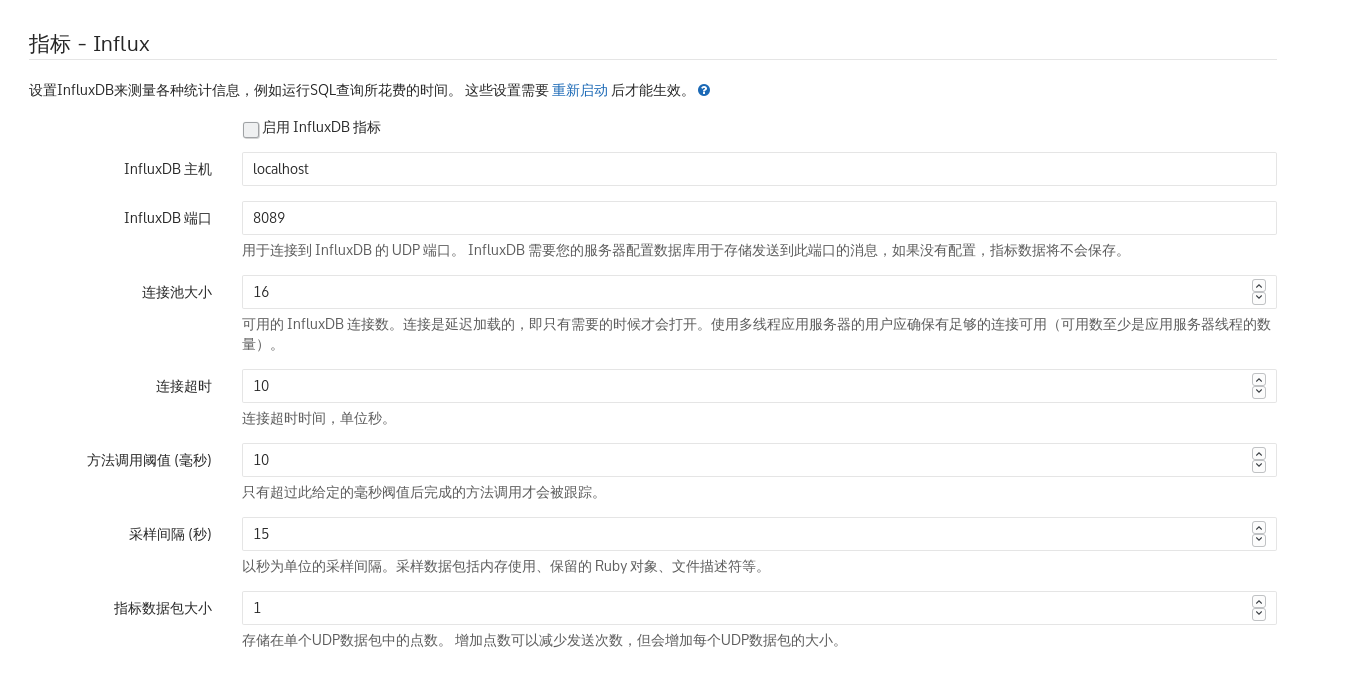 指标 - Influx
设置InfluxDB来测量各种统计信息，例如运行SQL查询所花费的时间。 这些设置需要 重新启动 后才能生效。
启用 InfluxDB 指标
InfluxDB 主机
localhost
InfluxDB 端口
8089
用于连接到 InfluxDB 的 UDP 端口。 InfluxDB 需要您的服务器配置数据库用于存储发送到此端口的消息，如果没有配置，指标数据将不会保存。
连接池大小
16
可用的 InfluxDB 连接数。连接是延迟加载的，即只有需要的时候才会打开。使用多线程应用服务器的用户应确保有足够的连接可用（可用数至少是应用服务器线程的数
量）。
连接超时
10
连接超时时间，单位秒。
方法调用阈值 (毫秒)
10
只有超过此给定的毫秒阀值后完成的方法调用才会被跟踪。
采样间隔 (秒)
15
以秒为单位的采样间隔。采样数据包括内存使用、保留的 Ruby 对象、文件描述符等。
指标数据包大小
1
存储在单个UDP数据包中的点数。 增加点数可以减少发送次数，但会增加每个UDP数据包的大小。